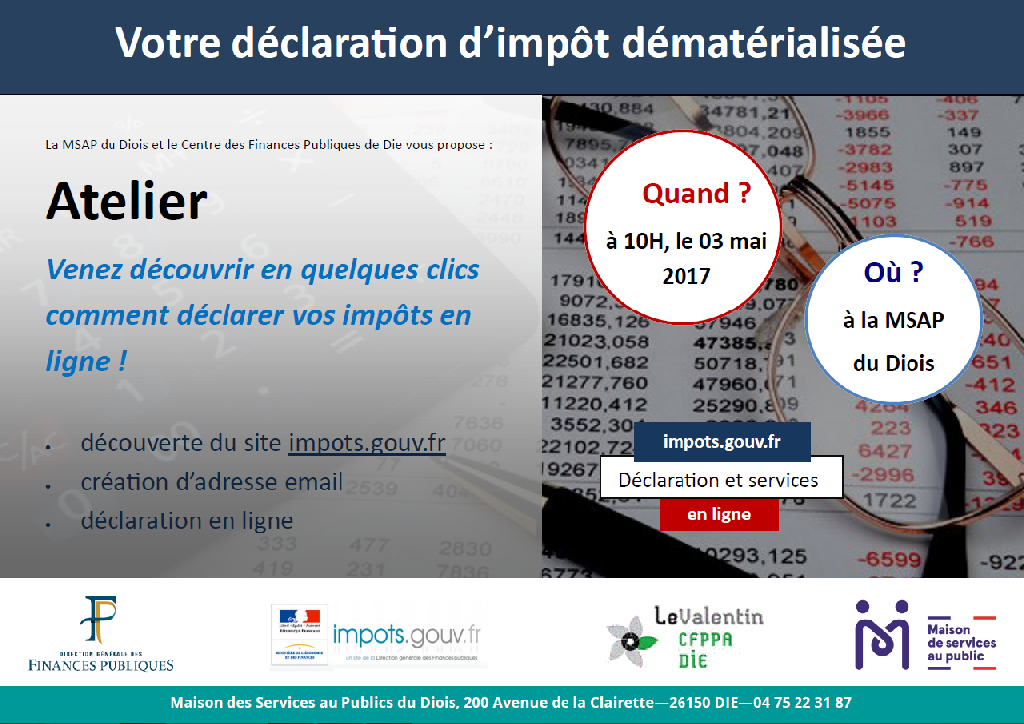 Votre déclaration d'impôt dématérialisée
La MSAP du Diois et le Centre des Finances Publiques de Die vous propose :
Atelier
Venez découvrir en quelques clics
comment déclarer vos impôts en
ligne !
• découverte du site impots.gouv.fr
• création d'adresse email
• déclaration en ligne
Quand ?
à 10H, le 03 mai
2017
Où ?
à la MSAP
du Diois
impots.gouv.fr
Déclaration et services
en ligne
DIRECTION GÉNÉRALE DES
FINANCES PUBLIQUES
impots.gouv.fr
LeValentin
CFPPA
DiE
Maison
de services
au public
Maison des Services au Publics du Diois, 200 Avenue de la Clairette—26150 DIE—04 75 22 31 87